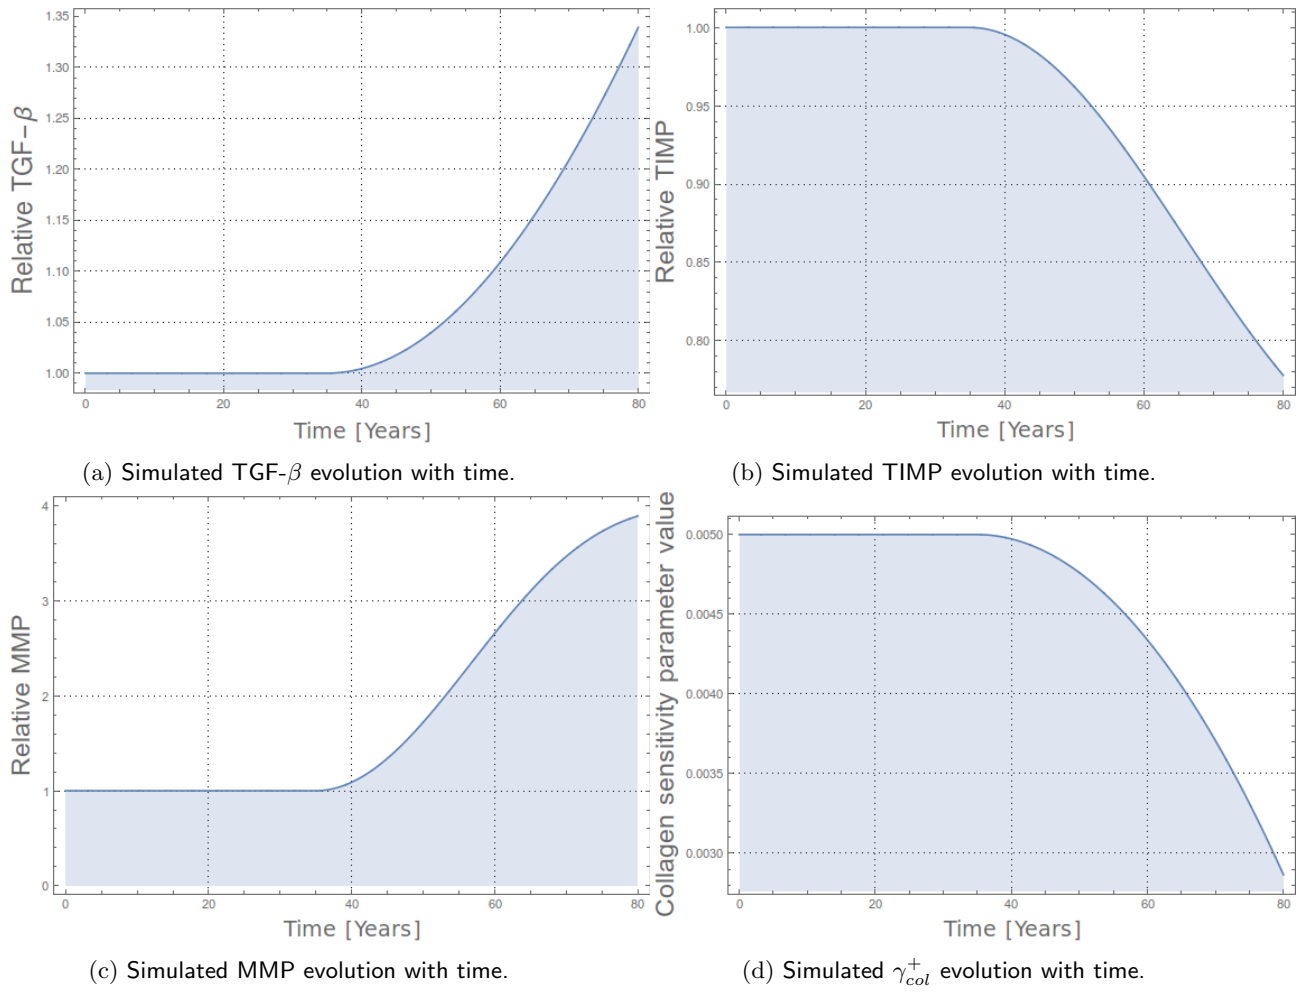 Relative TGF-β
1.35
1.30
1.25
1.20
1.15
1.10
1.05
1.00
0 20 40 60 80
Time [Years]
(a) Simulated TGF-β evolution with time.
Relative TIMP
1.00
0.95
0.90
0.85
0.80
0 20 40 60 80
Time [Years]
(b) Simulated TIMP evolution with time.
Relative MMP
4
3
2
1
0
0 20 40 60 80
Time [Years]
(c) Simulated MMP evolution with time.
Collagen sensitivity parameter value
0.0050
0.0045
0.0040
0.0035
0.0030
0 20 40 60 80
Time [Years]
(d) Simulated γ⁺col evolution with time.